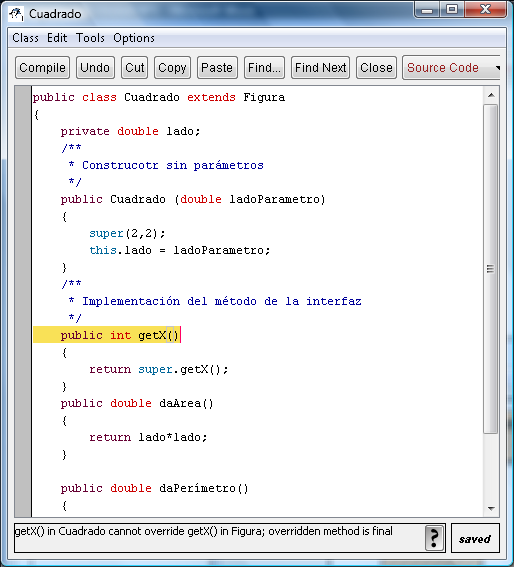 Cuadrado
Class Edit Tools Options
Compile Undo Cut Copy Paste Find... Find Next Close Source Code
public class Cuadrado extends Figura
{
private double lado;
/**
* Construcotr sin parámetros
*/
public Cuadrado (double ladoParametro)
{
super(2,2);
this.lado = ladoParametro;
}
/**
* Implementación del método de la interfaz
*/
public int getX()
{
return super.getX();
}
public double daArea()
{
return lado*lado;
}
public double daPerímetro()
{
getX() in Cuadrado cannot override getX() in Figura; overridden method is final
? saved